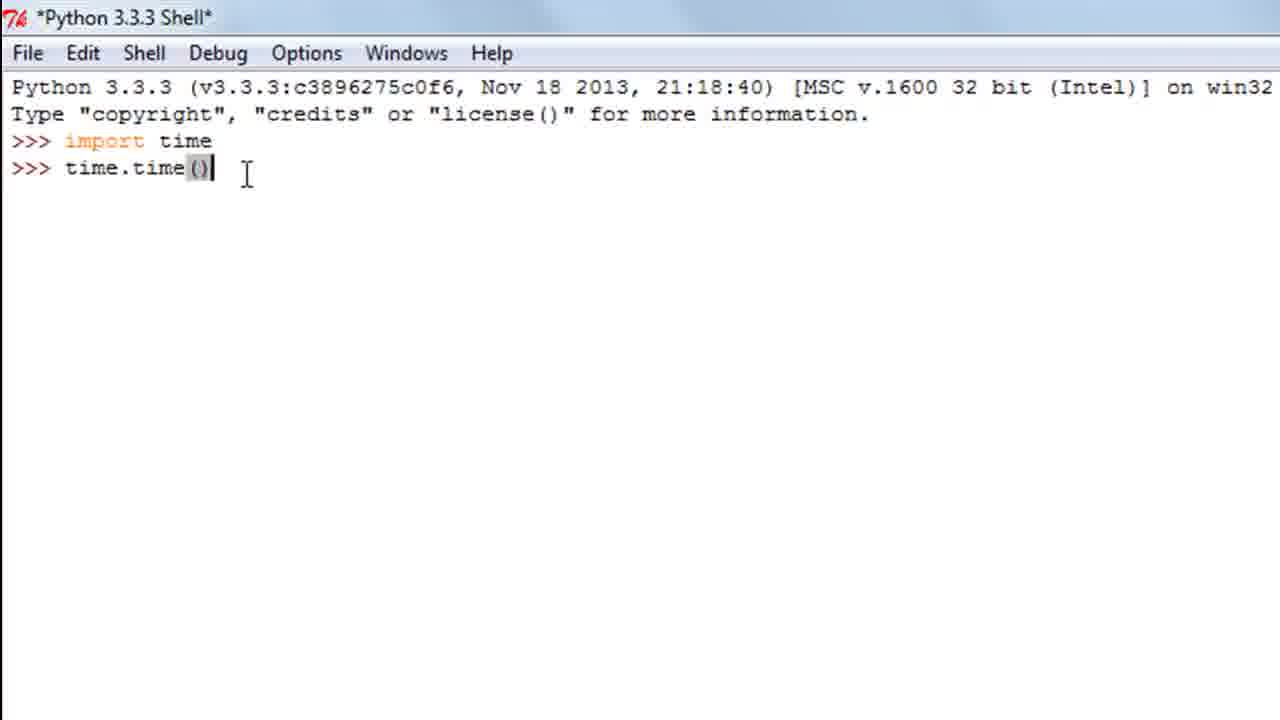 *Python 3.3.3 Shell*
File Edit Shell Debug Options Windows Help
Python 3.3.3 (v3.3.3:c3896275c0f6, Nov 18 2013, 21:18:40) [MSC v.1600 32 bit (Intel)] on win32
Type "copyright", "credits" or "license()" for more information.
>>> import time
>>> time.time()